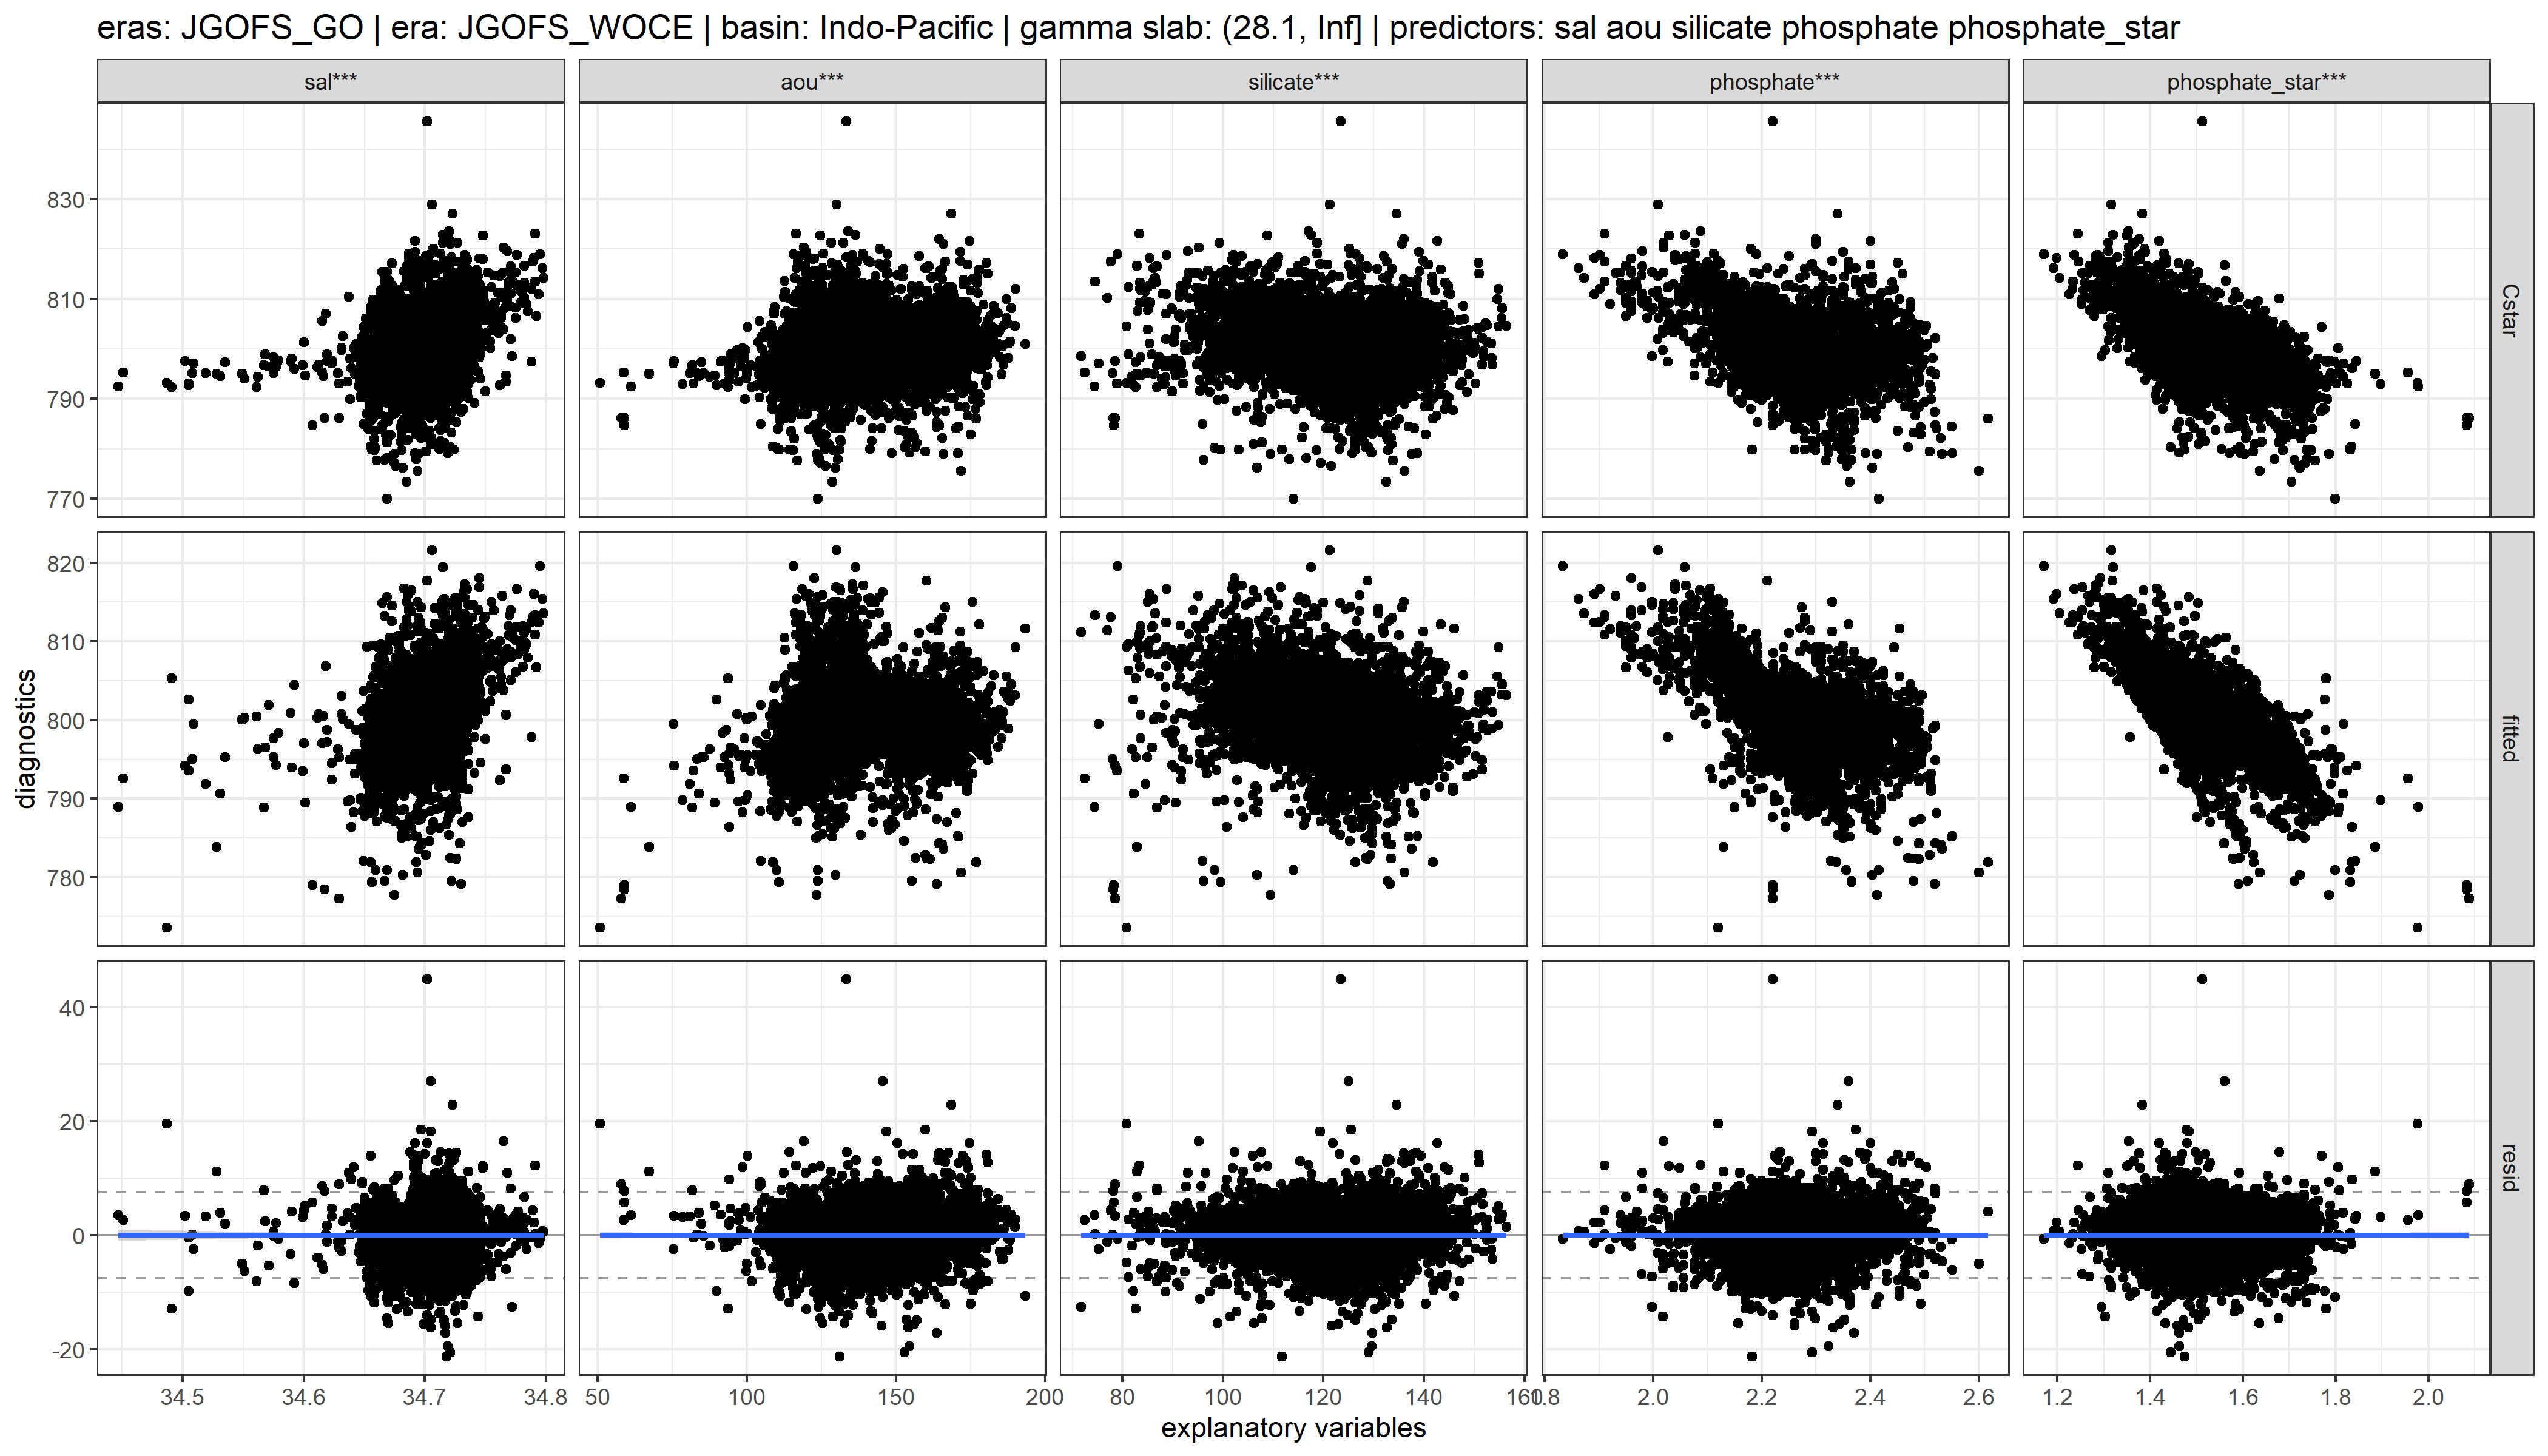 eras: JGOFS_GO | era: JGOFS_WOCE | basin: Indo-Pacific | gamma slab: (28.1, Inf] | predictors: sal aou silicate phosphate phosphate_star
sal*** aou*** silicate*** phosphate*** phosphate_star***
830
810
790
770
Cstar
820
810
800
790
780
fitted
diagnostics
40
20
0
-20
resid
34.5 34.6 34.7 34.8 50 100 150 200 80 100 120 140 160 1.8 2.0 2.2 2.4 2.6 1.2 1.4 1.6 1.8 2.0
explanatory variables